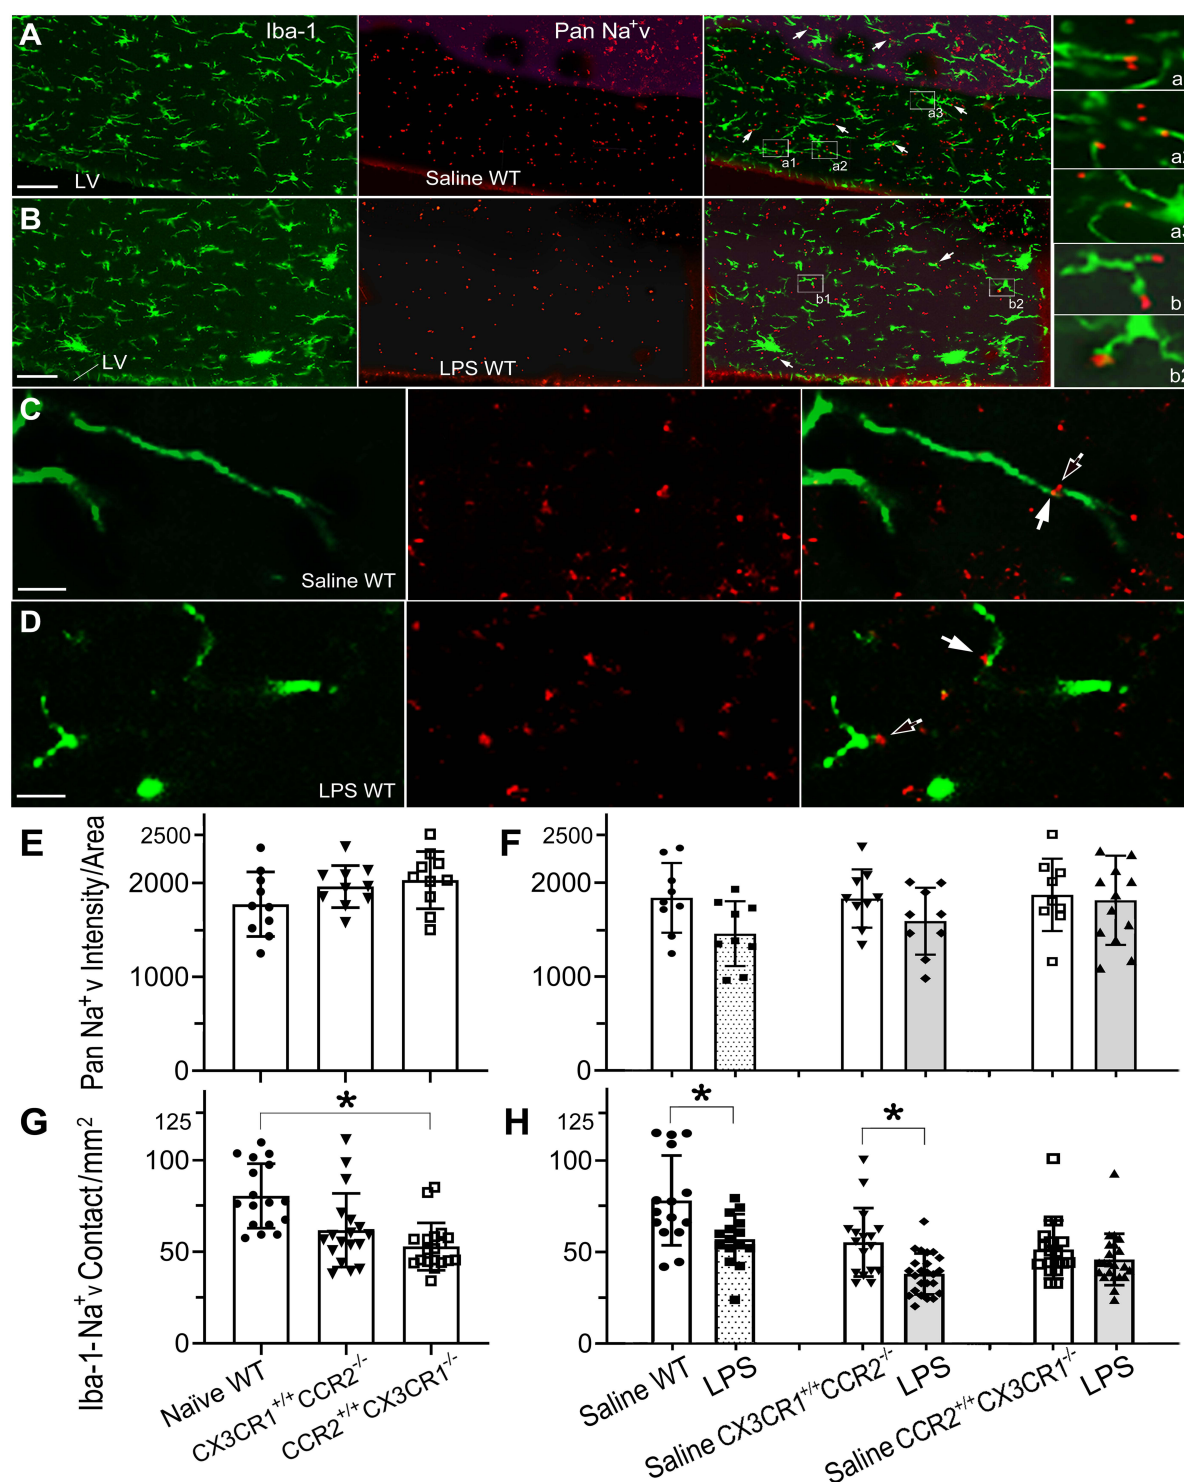 A Iba-1 Pan Na⁺v
a3
a1 a2
LV Saline WT
a
a
a3
B
b1 b2
LV LPS WT
b
b2
C
Saline WT
D
LPS WT
E Pan Na⁺v Intensity/Area
2500
2000
1000
0
F
2500
2000
1000
0
G Iba-1-Na⁺v Contact/mm²
125
100
50
0
*
Naïve WT
CX3CR1⁺/⁺CCR2⁻/⁻
CCR2⁺/⁺CX3CR1⁻/⁻
H
125
100
50
0
* *
Saline WT
LPS
Saline CX3CR1⁺/⁺CCR2⁻/⁻
LPS
Saline CCR2⁺/⁺CX3CR1⁻/⁻
LPS